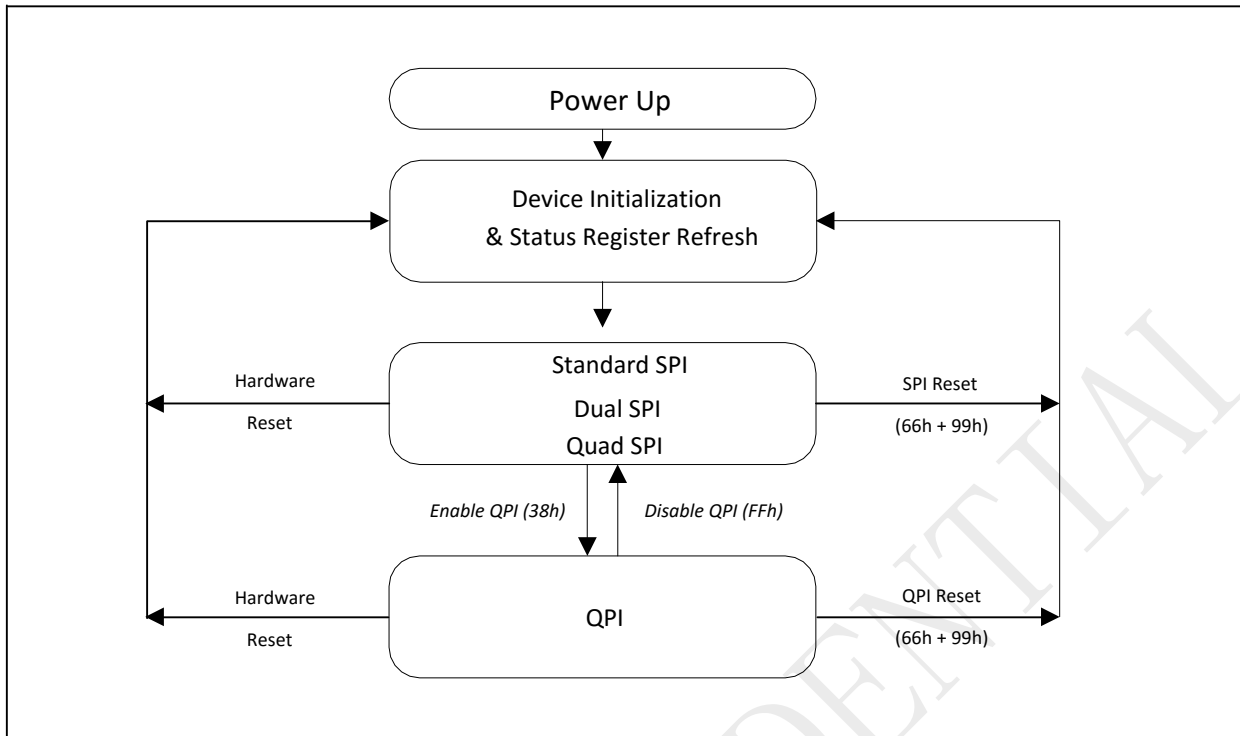 Power Up
Device Initialization
& Status Register Refresh
Standard SPI
Dual SPI
Quad SPI
Hardware
Reset
SPI Reset
(66h + 99h)
Enable QPI (38h)
Disable QPI (FFh)
QPI
Hardware
Reset
QPI Reset
(66h + 99h)
DENTIAL